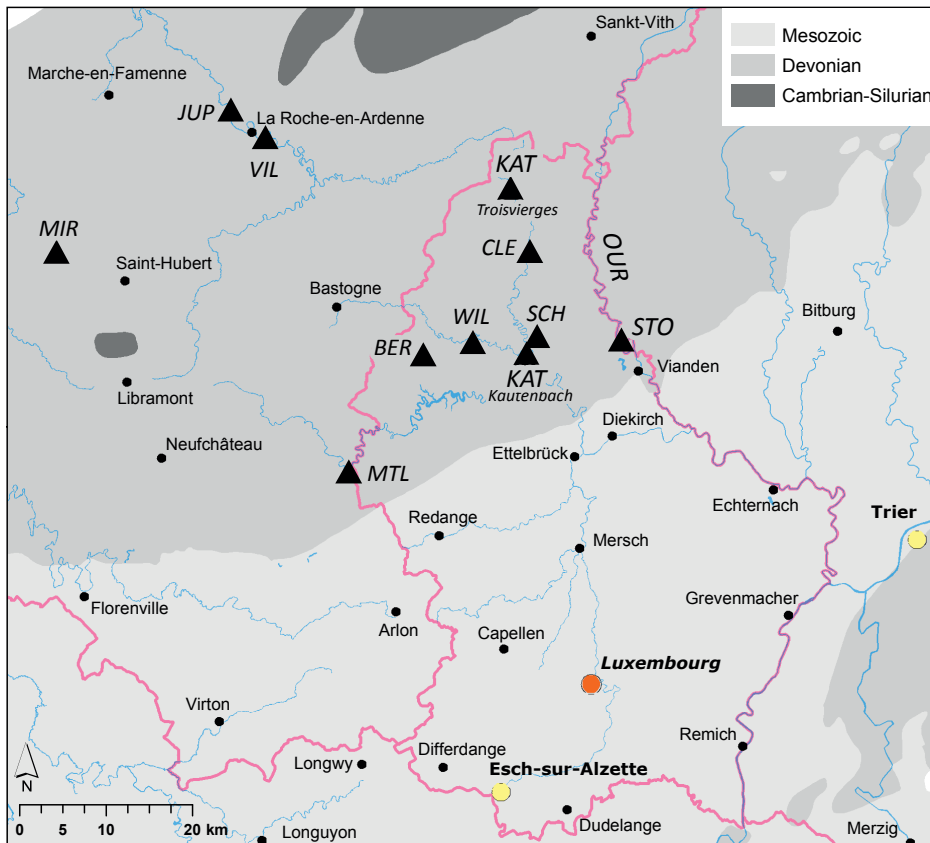 Sankt-Vith
Mesozoic
Devonian
Cambrian-Silurian
Marche-en-Famenne
JUP
La Roche-en-Ardenne
VIL
KAT
Troisvierges
MIR
CLE
OUR
Saint-Hubert
Bastogne
WIL
SCH
STO
Bitburg
BER
KAT
Kautenbach
Vianden
Libramont
Neufchâteau
Diekirch
Ettelbrück
MTL
Echternach
Trier
Redange
Mersch
Florenville
Arlon
Grevenmacher
Capellen
Luxembourg
Virton
Remich
Longwy
Differdange
Esch-sur-Alzette
N
0 5 10 20 km
Longuyon
Dudelange
Merzig